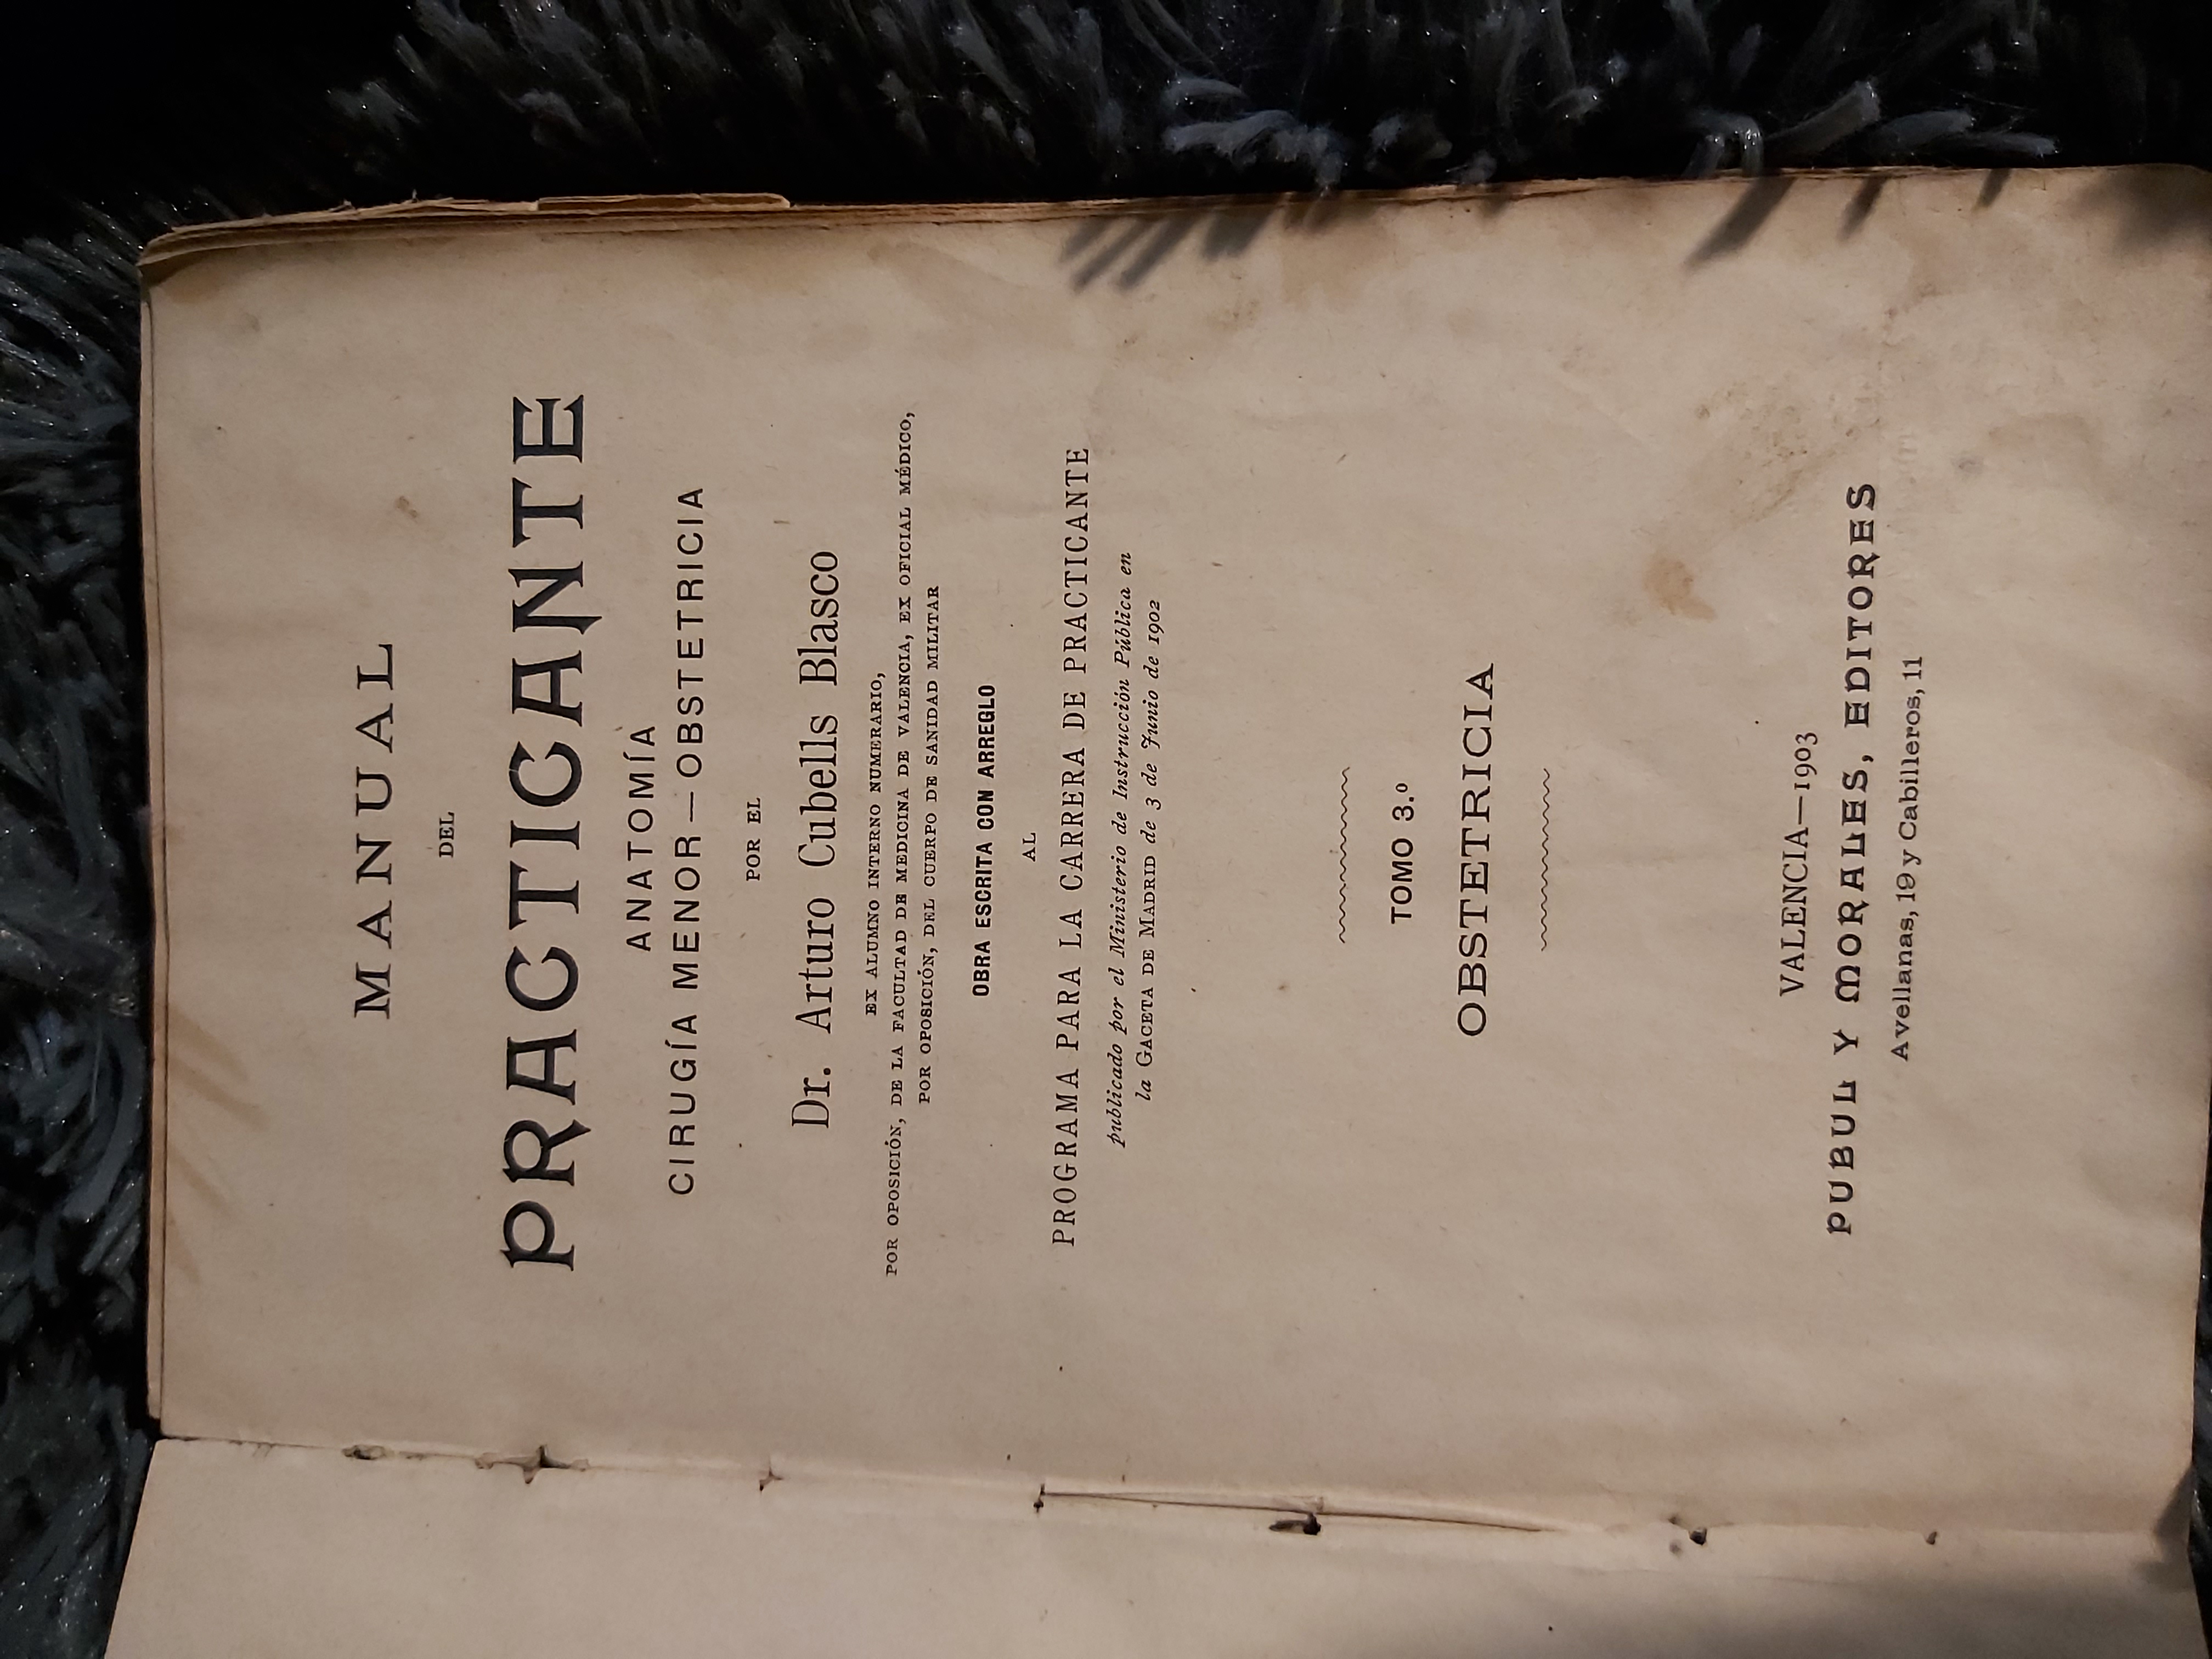 MANUAL
DEL
PRACTICANTE
ANATOMÍA
CIRUGÍA MENOR—OBSTETRICIA
POR EL
Dr. Arturo Cubells Blasco
EX ALUMNO INTERNO NUMERARIO,
POR OPOSICIÓN, DE LA FACULTAD DE MEDICINA DE VALENCIA, EX OFICIAL MÉDICO,
POR OPOSICIÓN, DEL CUERPO DE SANIDAD MILITAR
OBRA ESCRITA CON ARREGLO
AL
PROGRAMA PARA LA CARRERA DE PRACTICANTE
publicado por el Ministerio de Instrucción Pública en
la GACETA DE MADRID de 3 de Junio de 1902
TOMO 3.º
OBSTETRICIA
VALENCIA—1903
PUBUL Y MORALES, EDITORES
Avellanas, 19 y Cabilleros, 11